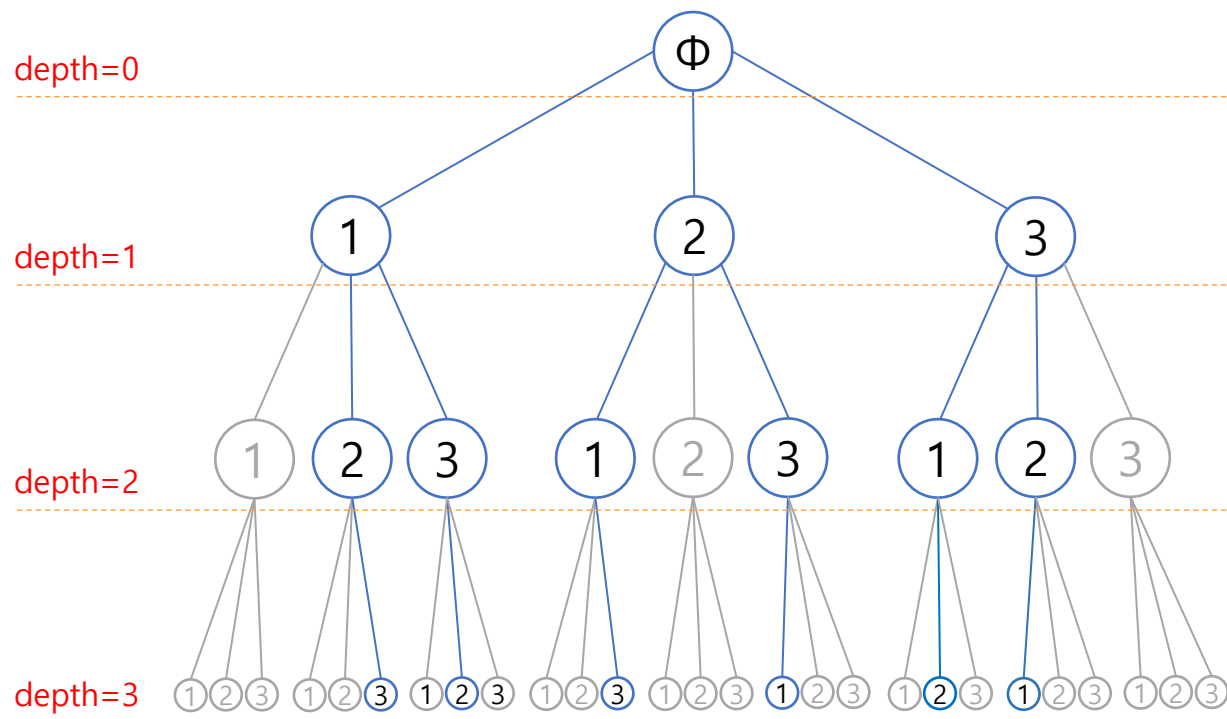 Φ
depth=0
1 2 3
depth=1
1 2 3 1 2 3 1 2 3
depth=2
1 2 3 1 2 3 1 2 3 1 2 3 1 2 3 1 2 3 1 2 3 1 2 3 1 2 3
depth=3